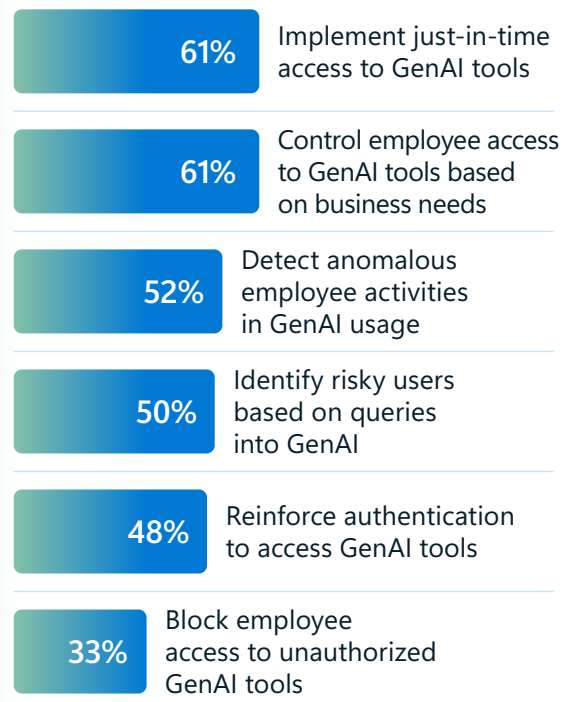 61%
Implement just-in-time
access to GenAI tools
61%
Control employee access
to GenAI tools based
on business needs
52%
Detect anomalous
employee activities
in GenAI usage
50%
Identify risky users
based on queries
into GenAI
48%
Reinforce authentication
to access GenAI tools
33%
Block employee
access to unauthorized
GenAI tools